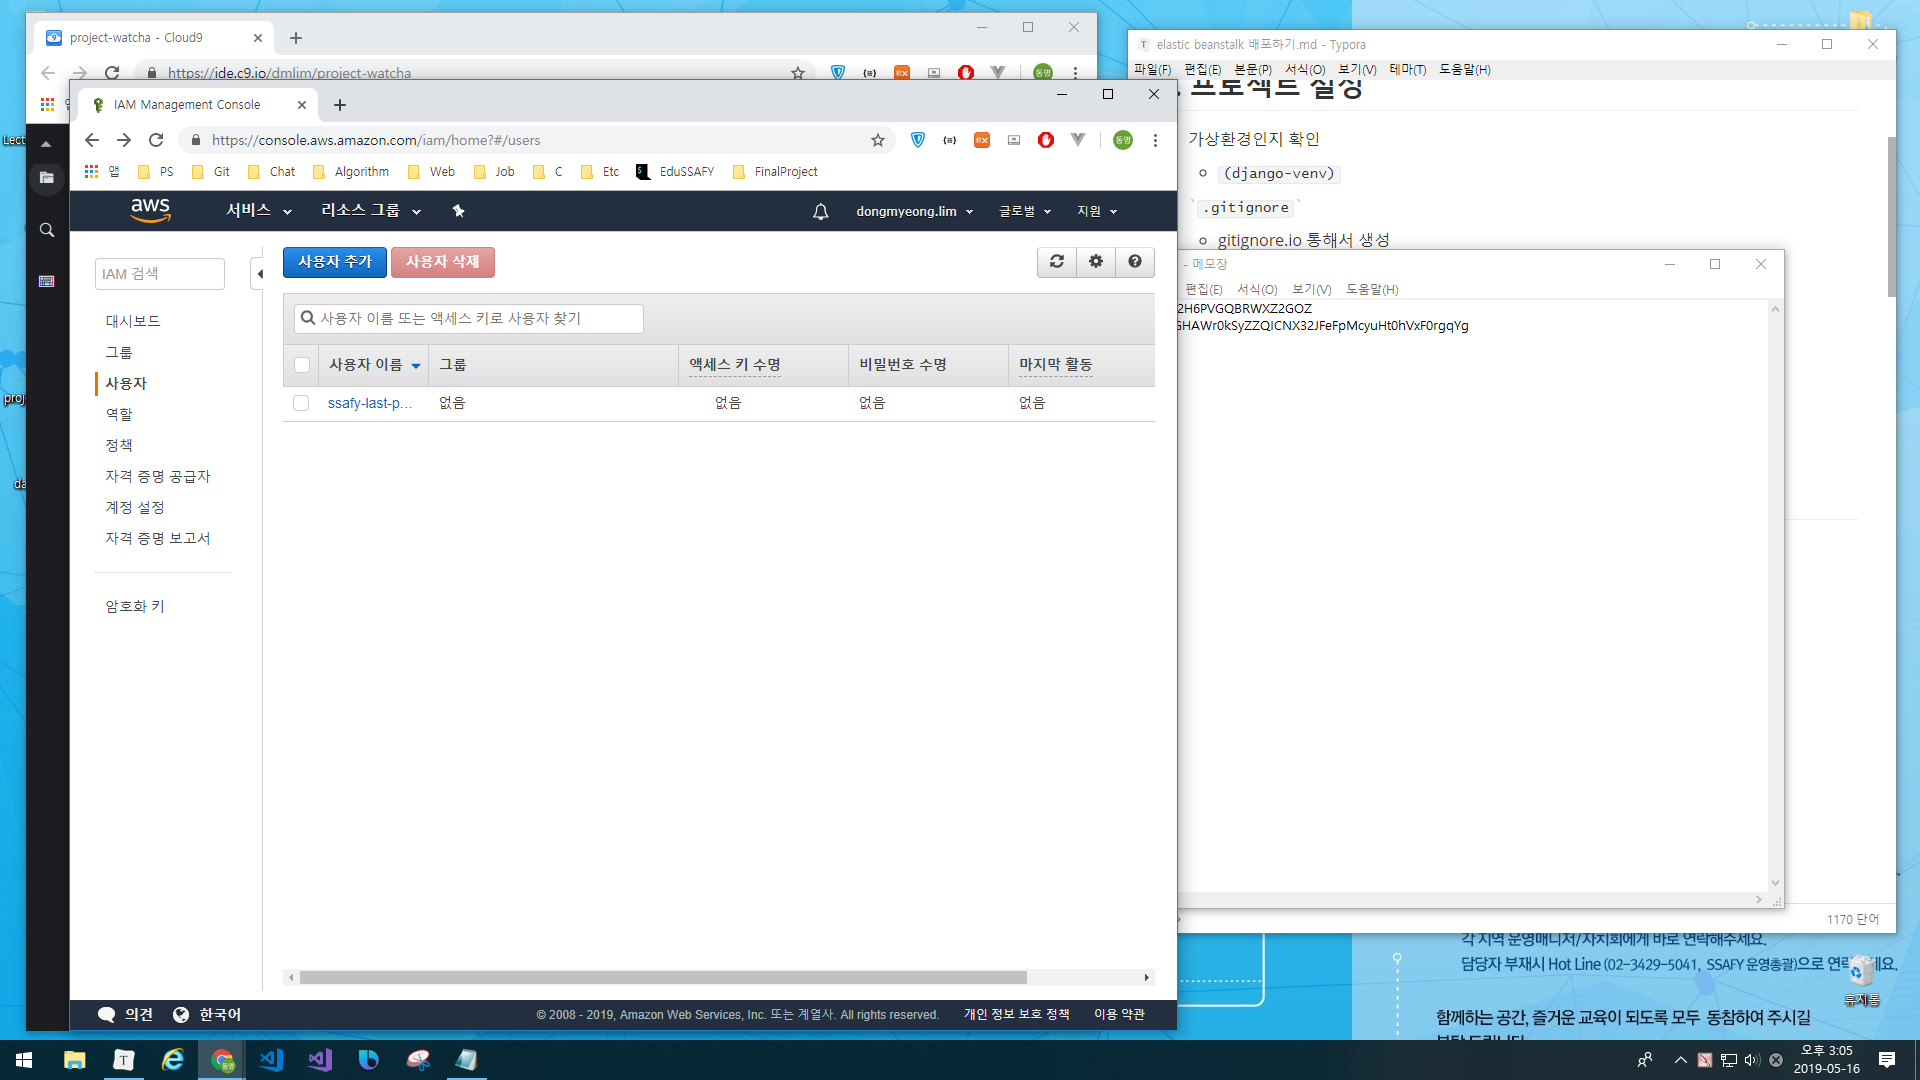 project-watcha - Cloud9
https://ide.c9.io/dmlim/project-watcha
동명
IAM Management Console
https://console.aws.amazon.com/iam/home?#/users
동명
앱
PS
Git
Chat
Algorithm
Web
Job
C
Etc
EduSSAFY
FinalProject
aws
서비스
리소스 그룹
dongmyeong.lim
글로벌
지원
IAM 검색
대시보드
그룹
사용자
역할
정책
자격 증명 공급자
계정 설정
자격 증명 보고서
암호화 키
사용자 추가
사용자 삭제
사용자 이름 또는 액세스 키로 사용자 찾기
사용자 이름
그룹
액세스 키 수명
비밀번호 수명
마지막 활동
ssafy-last-p...
없음
없음
없음
없음
의견
한국어
© 2008 - 2019, Amazon Web Services, Inc. 또는 계열사. All rights reserved.
개인 정보 보호 정책
이용 약관
elastic beanstalk 배포하기.md - Typora
파일(F) 편집(E) 본문(P) 서식(O) 보기(V) 테마(T) 도움말(H)
. 프로젝트 설정
가상환경인지 확인
(django-venv)
`.gitignore`
gitignore.io 통해서 생성
- 메모장
편집(E) 서식(O) 보기(V) 도움말(H)
2H6PVGQBRWXZ2GOZ
GHAWr0kSyZZQICNX32JFeFpMcyuHt0hVxF0rgqYg
1170 단어
각 지역 운영매니저/자치회에게 바로 연락해주세요.
담당자 부재시 Hot Line (02-3429-5041, SSAFY 운영총괄)으로 연락
세요.
휴지통
함께하는 공간, 즐거운 교육이 되도록 모두 동참하여 주시길
Lect
proj
da
오후 3:05
2019-05-16